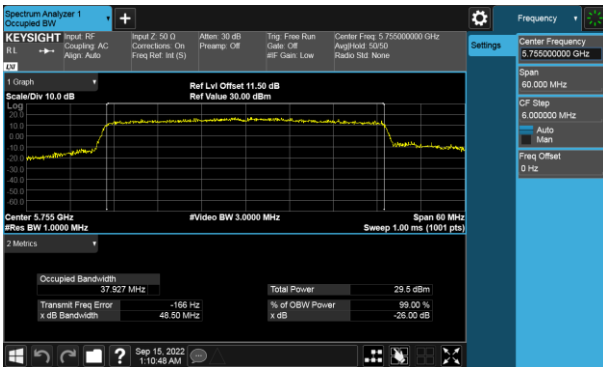 Spectrum Analyzer 1
Occupied BW
Frequency
KEYSIGHT
RL
Input: RF
Coupling: AC
Align: Auto
Input Z: 50 Ω
Corrections: On
Freq Ref: Int (S)
Atten: 30 dB
Preamp: Off
Trig: Free Run
Gate: Off
#IF Gain: Low
Center Freq: 5.755000000 GHz
Avg|Hold: 50/50
Radio Std: None
Settings
Center Frequency
5.755000000 GHz
Span
60.000 MHz
CF Step
6.000000 MHz
Auto
Man
Freq Offset
0 Hz
1 Graph
Scale/Div 10.0 dB
Ref Lvl Offset 11.50 dB
Ref Value 30.00 dBm
Log
20.0
10.0
0.00
-10.0
-20.0
-30.0
-40.0
-50.0
-60.0
Center 5.755 GHz
#Res BW 1.0000 MHz
#Video BW 3.0000 MHz
Span 60 MHz
Sweep 1.00 ms (1001 pts)
2 Metrics
Occupied Bandwidth
37.927 MHz
Total Power 29.5 dBm
Transmit Freq Error -166 Hz
% of OBW Power 99.00 %
x dB Bandwidth 48.50 MHz
x dB -26.00 dB
?
Sep 15, 2022
1:10:48 AM